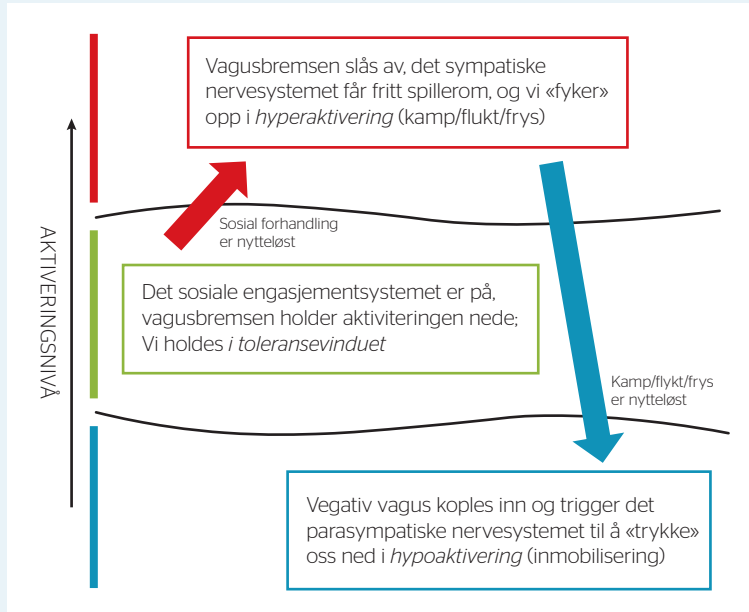 Vagusbremsen slås av, det sympatiske
nervesystemet får fritt spillerom, og vi «fyker»
opp i hyperaktivering (kamp/flukt/frys)
Sosial forhandling
er nytteløst
AKTIVERINGSNIVÅ
Det sosiale engasjementsystemet er på,
vagusbremsen holder aktiviteringen nede;
Vi holdes i toleransevinduet
Kamp/flykt/frys
er nytteløst
Vegativ vagus koples inn og trigger det
parasympatiske nervesystemet til å «trykke»
oss ned i hypoaktivering (inmobilisering)